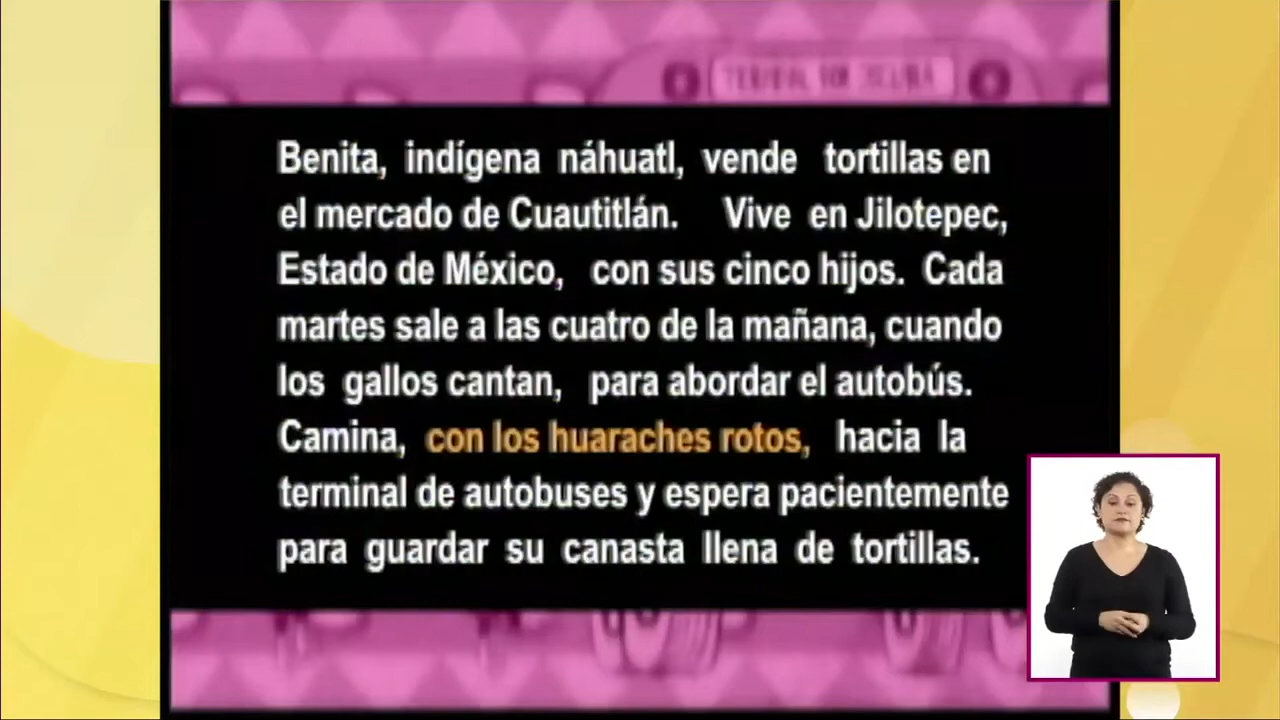 Benita, indígena náhuatl, vende tortillas en
el mercado de Cuautitlán. Vive en Jilotepec,
Estado de México, con sus cinco hijos. Cada
martes sale a las cuatro de la mañana, cuando
los gallos cantan, para abordar el autobús.
Camina, con los huaraches rotos, hacia la
terminal de autobuses y espera pacientemente
para guardar su canasta llena de tortillas.